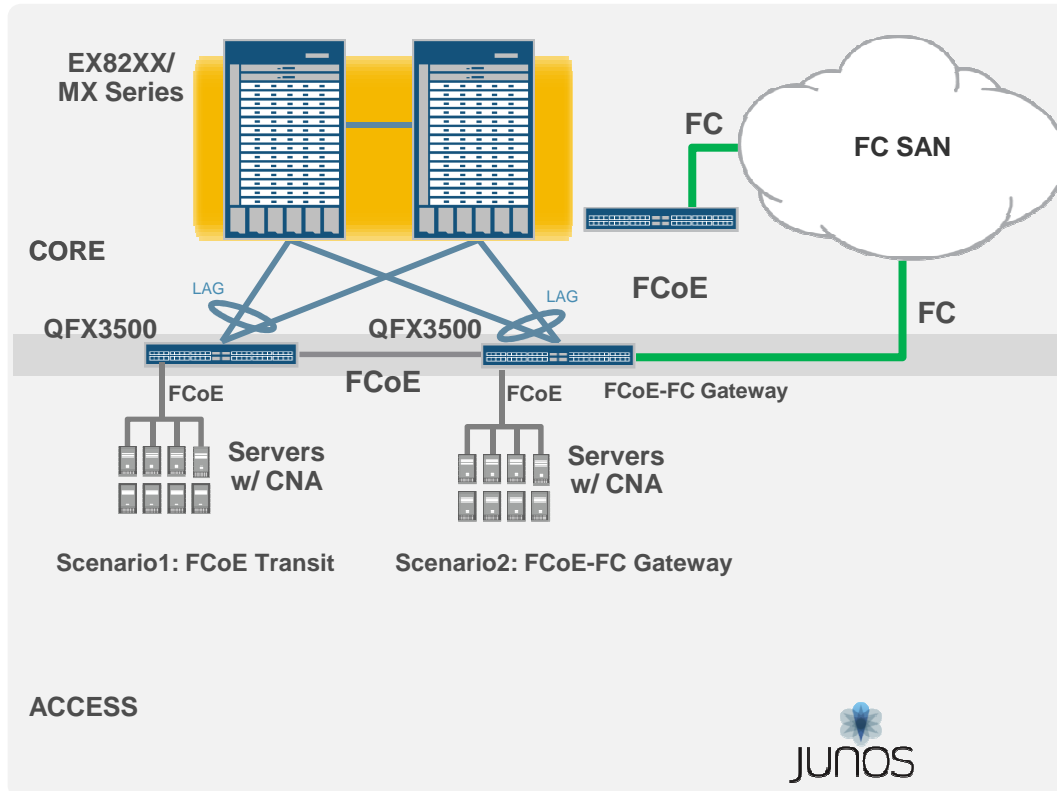 EX82XX/
MX Series
FC
FC SAN
CORE
LAG
LAG
FCoE
FC
QFX3500
QFX3500
FCoE
FCoE
FCoE
FCoE-FC Gateway
Servers
w/ CNA
Servers
w/ CNA
Scenario1: FCoE Transit
Scenario2: FCoE-FC Gateway
ACCESS
JUNOS